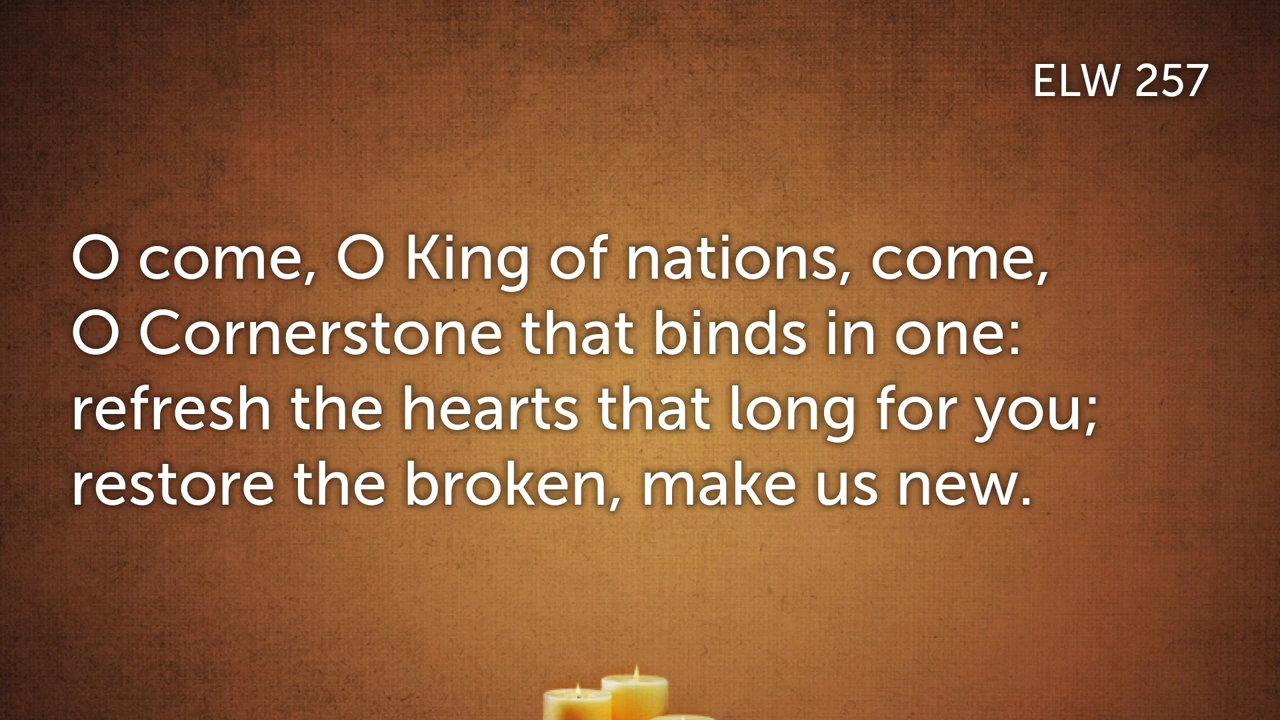 ELW 257
O come, O King of nations, come,
O Cornerstone that binds in one:
refresh the hearts that long for you;
restore the broken, make us new.